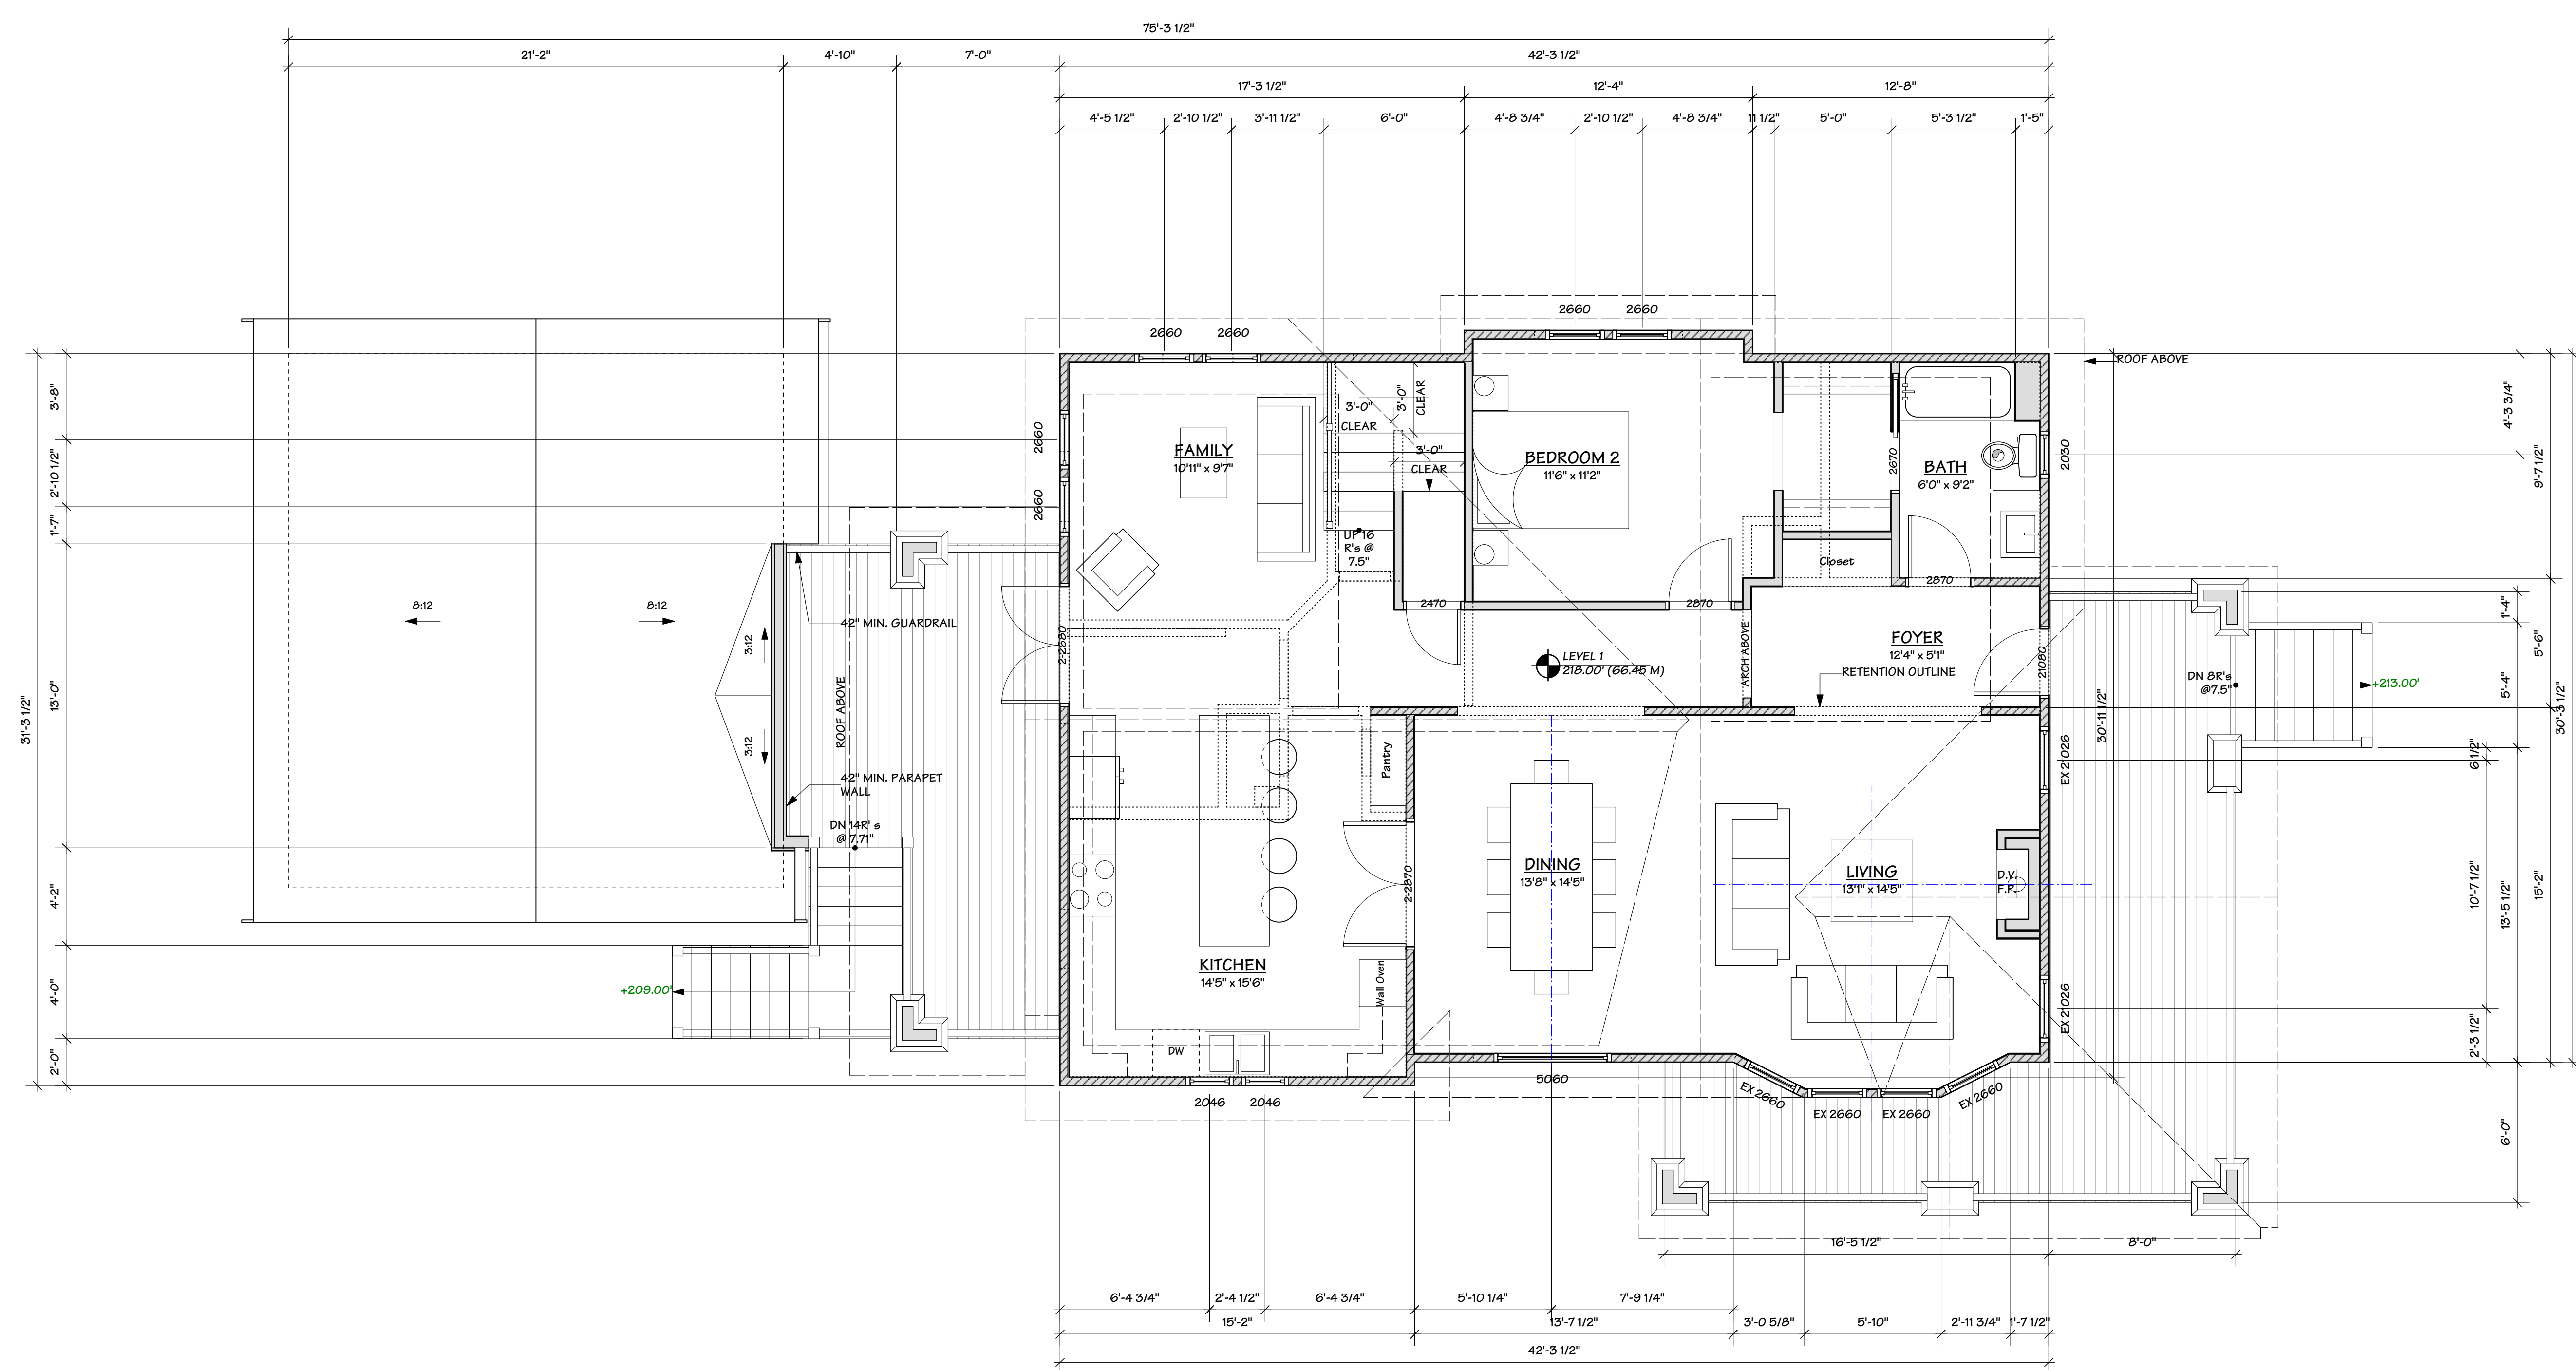 75'-3 1/2"
21'-2"
4'-10"
7'-0"
42'-3 1/2"
17'-3 1/2"
12'-4"
12'-8"
4'-5 1/2"
2'-10 1/2"
3'-11 1/2"
6'-0"
4'-8 3/4"
2'-10 1/2"
4'-8 3/4"
11 1/2"
5'-0"
5'-3 1/2"
1'-5"
2660
2660
2660
2660
ROOF ABOVE
31'-3 1/2"
3'-8"
2'-10 1/2"
1'-7"
13'-0"
4'-2"
4'-0"
2'-0"
8:12
8:12
3:12
3:12
ROOF ABOVE
42" MIN. GUARDRAIL
42" MIN. PARAPET
WALL
DN 14R' s
@ 7.71"
+209.00'
2660
2660
2-2680
FAMILY
10'11" x 9'7"
3'-0"
CLEAR
3'-0"
CLEAR
3'-0"
CLEAR
UP 16
R's @
7.5"
2470
BEDROOM 2
11'6" x 11'2"
2870
2670
BATH
6'0" x 9'2"
2030
Closet
2870
LEVEL 1
218.00' (66.45 M)
ARCH ABOVE
FOYER
12'4" x 5'1"
RETENTION OUTLINE
21080
DN 8R's
@7.5"
+213.00'
Pantry
KITCHEN
14'5" x 15'6"
2-2870
Wall Oven
DW
2046
2046
DINING
13'8" x 14'5"
5060
LIVING
13'1" x 14'5"
D.V.
F.P.
EX 21026
EX 21026
EX 2660
EX 2660
EX 2660
EX 2660
4'-3 3/4"
9'-7 1/2"
1'-4"
5'-6"
5'-4"
30'-11 1/2"
30'-3 1/2"
6 1/2"
10'-7 1/2"
13'-5 1/2"
15'-2"
2'-3 1/2"
6'-0"
16'-5 1/2"
8'-0"
6'-4 3/4"
2'-4 1/2"
6'-4 3/4"
5'-10 1/4"
7'-9 1/4"
15'-2"
13'-7 1/2"
3'-0 5/8"
5'-10"
2'-11 3/4"
1'-7 1/2"
42'-3 1/2"